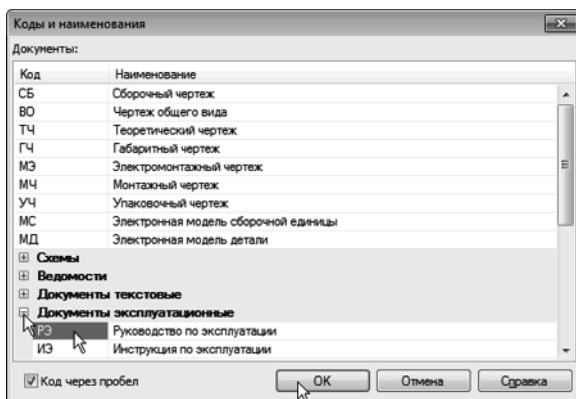 Коды и наименования
Документы:
Код Наименование
СБ Сборочный чертеж
ВО Чертеж общего вида
ТЧ Теоретический чертеж
ГЧ Габаритный чертеж
МЭ Электромонтажный чертеж
МЧ Монтажный чертеж
УЧ Упаковочный чертеж
МС Электронная модель сборочной единицы
МД Электронная модель детали
Схемы
Ведомости
Документы текстовые
Документы эксплуатационные
РЭ Руководство по эксплуатации
ИЭ Инструкция по эксплуатации
Код через пробел OK Отмена Справка